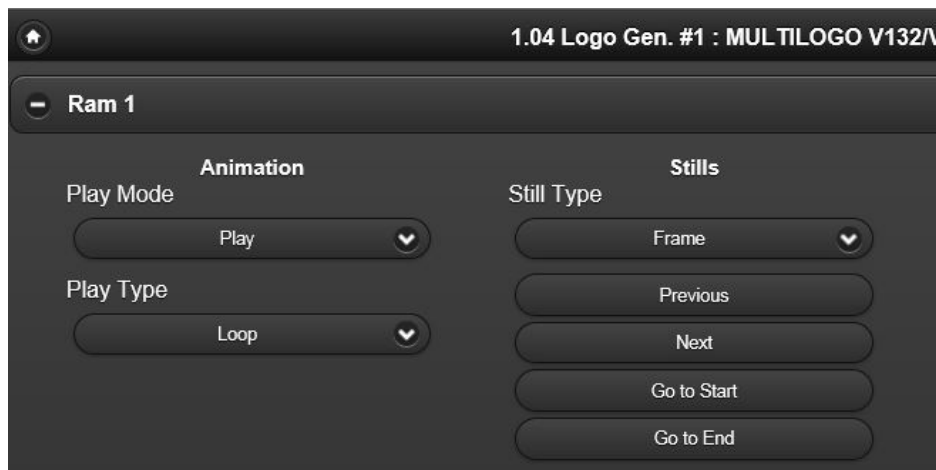 1.04 Logo Gen. #1 : MULTILOGO V132/V
Ram 1
Animation
Play Mode
Play
Play Type
Loop
Stills
Still Type
Frame
Previous
Next
Go to Start
Go to End